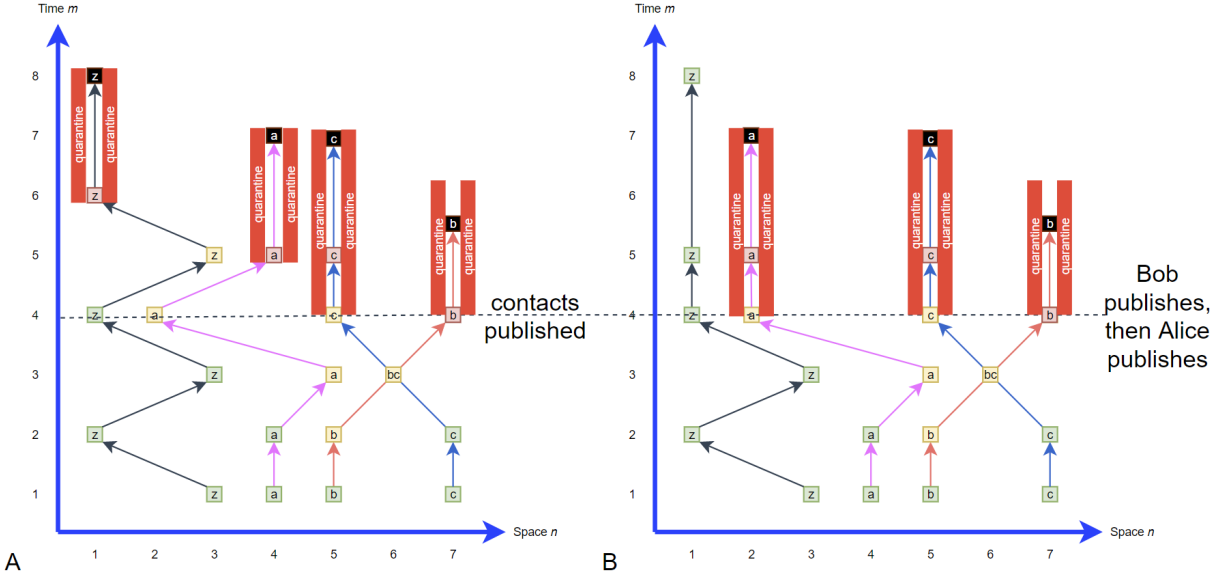 Time m
8
z
quarantine
quarantine
7
a
c
quarantine
quarantine
quarantine
quarantine
6
z
b
quarantine
quarantine
5
z
a
c
4
z
a
c
b
contacts
published
3
z
a
bc
2
z
a
b
c
1
z
a
b
c
Space n
1
2
3
4
5
6
7
A
Time m
8
z
7
a
c
quarantine
quarantine
quarantine
quarantine
6
b
quarantine
quarantine
5
z
a
c
4
z
a
c
b
Bob
publishes,
then Alice
publishes
3
z
a
bc
2
z
a
b
c
1
z
a
b
c
Space n
1
2
3
4
5
6
7
B